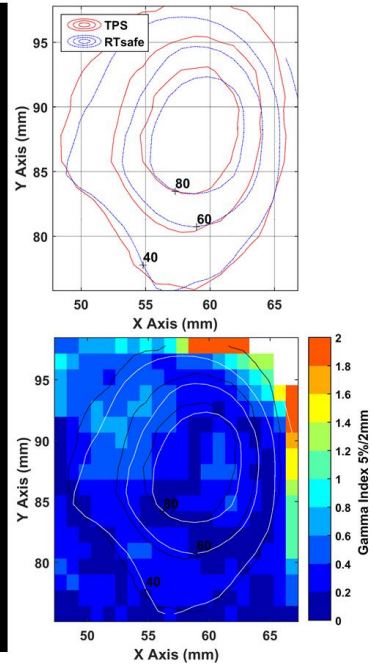 TPS
RTsafe
95
90
85
80
Y Axis (mm)
80
60
40
50 55 60 65
X Axis (mm)
95
90
85
80
Y Axis (mm)
80
60
40
50 55 60 65
X Axis (mm)
2
1.8
1.6
1.4
1.2
1
0.8
0.6
0.4
0.2
0
Gamma Index 5%/2mm